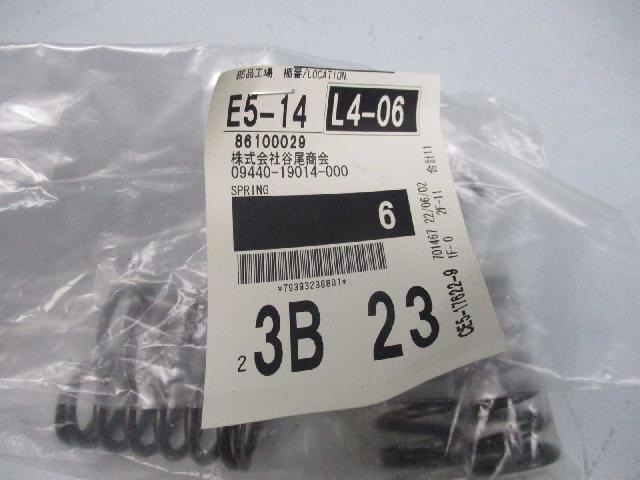 部品工場 棚番/LOCATION
E5-14 L4-06
86100029
株式会社谷尾商会
09440-19014-000
SPRING
6
*79393238801*
2 3B 23
合計11
701467 22/06/02 2F-11
1F-0
CE5-17622-9